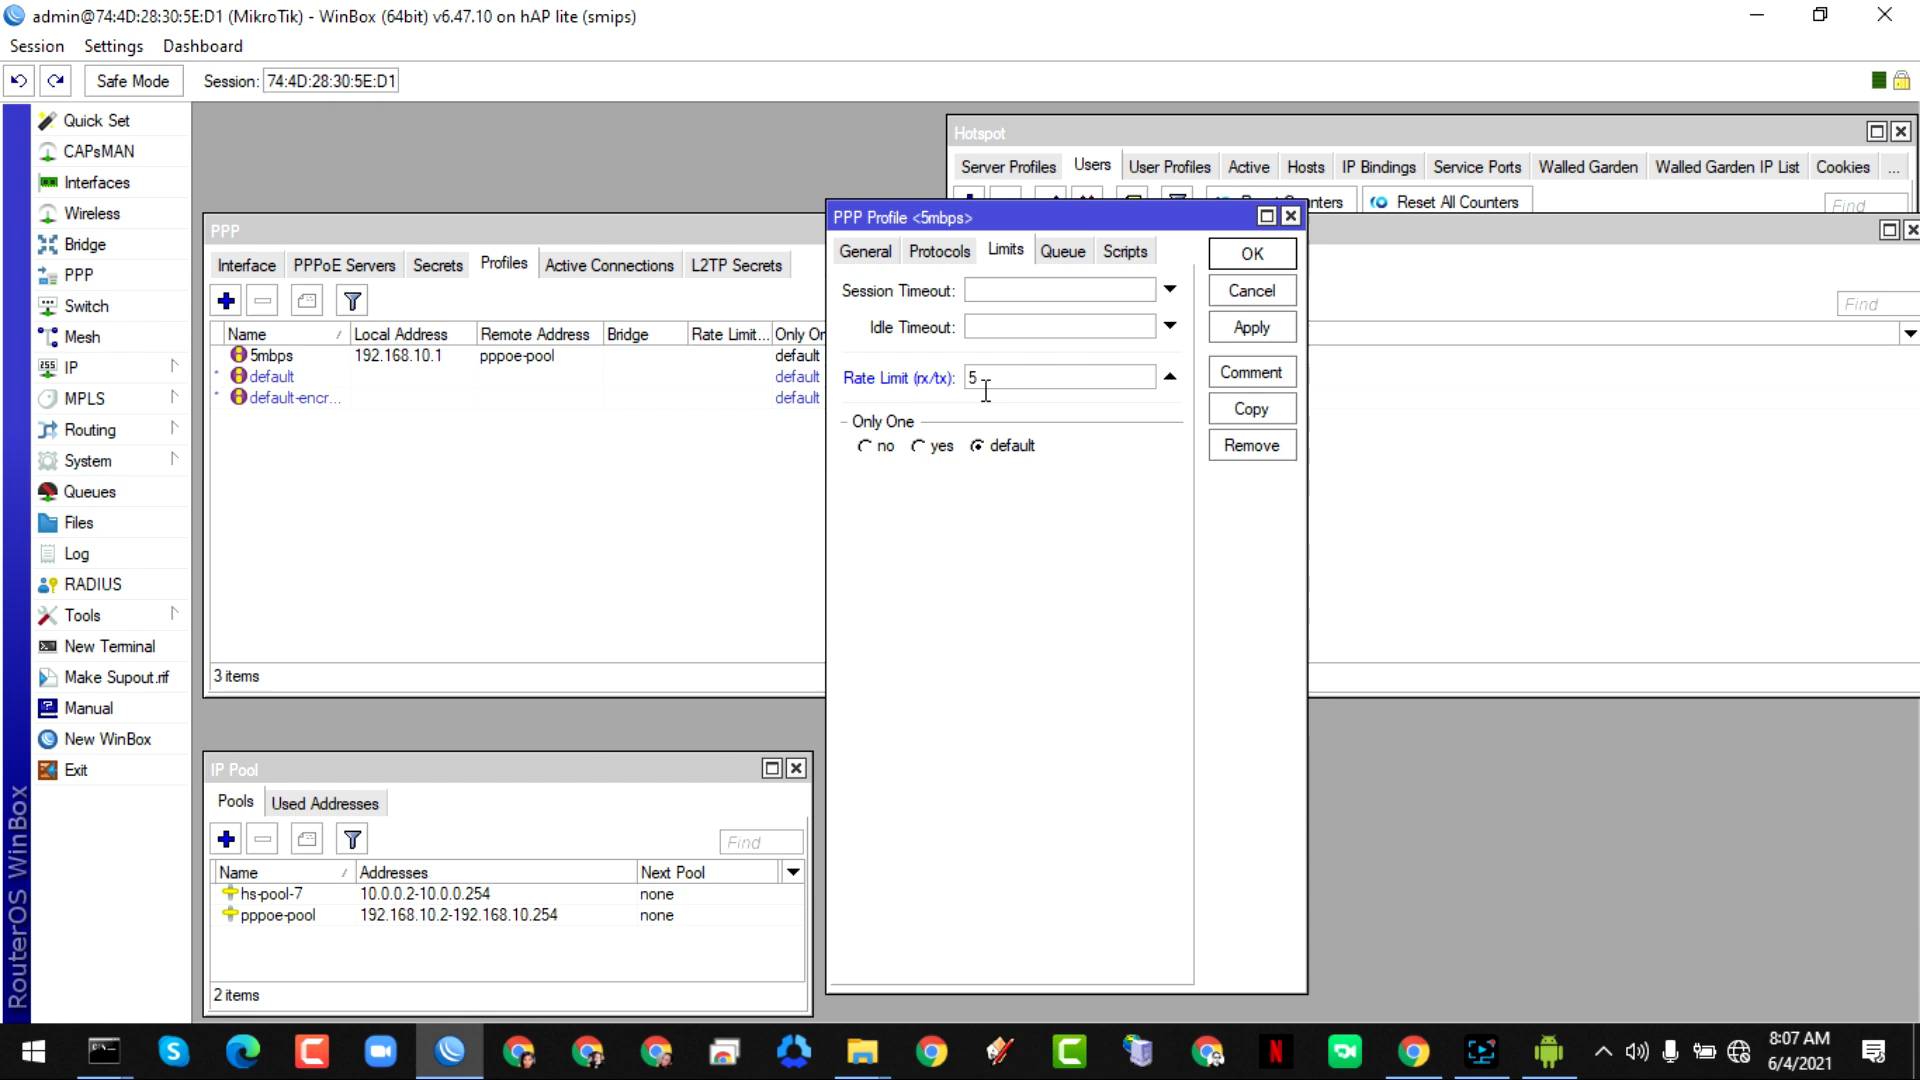 admin@74:4D:28:30:5E:D1 (MikroTik) - WinBox (64bit) v6.47.10 on hAP lite (smips)
Session Settings Dashboard
Safe Mode Session: 74:4D:28:30:5E:D1
Quick Set
CAPsMAN
Interfaces
Wireless
Bridge
PPP
Switch
Mesh
IP
MPLS
Routing
System
Queues
Files
Log
RADIUS
Tools
New Terminal
Make Supout.rif
Manual
New WinBox
Exit
RouterOS WinBox
Hotspot
Server Profiles Users User Profiles Active Hosts IP Bindings Service Ports Walled Garden Walled Garden IP List Cookies ...
Reset All Counters Find
PPP
Interface PPPoE Servers Secrets Profiles Active Connections L2TP Secrets
Find
Name Local Address Remote Address Bridge Rate Limit... Only
5mbps 192.168.10.1 pppoe-pool default
* default default
* default-encr... default
3 items
PPP Profile <5mbps>
General Protocols Limits Queue Scripts
Session Timeout:
Idle Timeout:
Rate Limit (rx/tx): 5
Only One
no yes default
OK
Cancel
Apply
Comment
Copy
Remove
IP Pool
Pools Used Addresses
Find
Name Addresses Next Pool
hs-pool-7 10.0.0.2-10.0.0.254 none
pppoe-pool 192.168.10.2-192.168.10.254 none
2 items
8:07 AM
6/4/2021